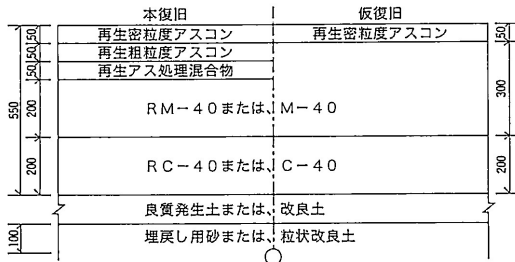 本復旧 仮復旧
再生密粒度アスコン 再生密粒度アスコン
再生粗粒度アスコン
再生アス処理混合物
RM－40または、M－40
RC－40または、C－40
良質発生土または、改良土
埋戻し用砂または、粒状改良土
550
50
50
50
200
200
100
50
300
200